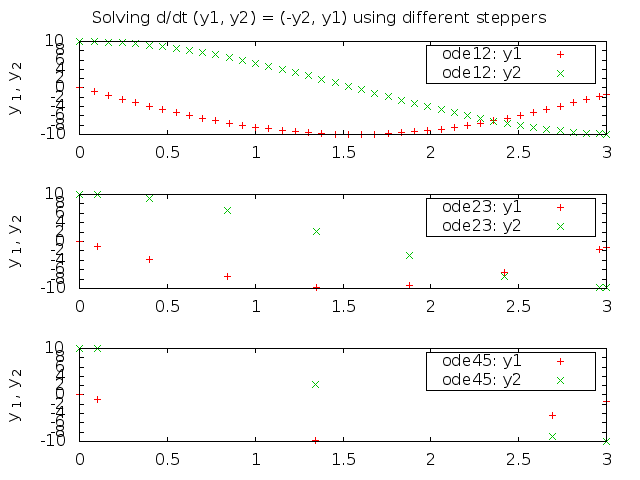 Solving d/dt (y1, y2) = (-y2, y1) using different steppers
y₁, y₂
10
8
6
4
2
0
-2
-4
-6
-8
-10
ode12: y1
ode12: y2
0 0.5 1 1.5 2 2.5 3
y₁, y₂
10
8
6
4
2
0
-2
-4
-6
-8
-10
ode23: y1
ode23: y2
0 0.5 1 1.5 2 2.5 3
y₁, y₂
10
8
6
4
2
0
-2
-4
-6
-8
-10
ode45: y1
ode45: y2
0 0.5 1 1.5 2 2.5 3